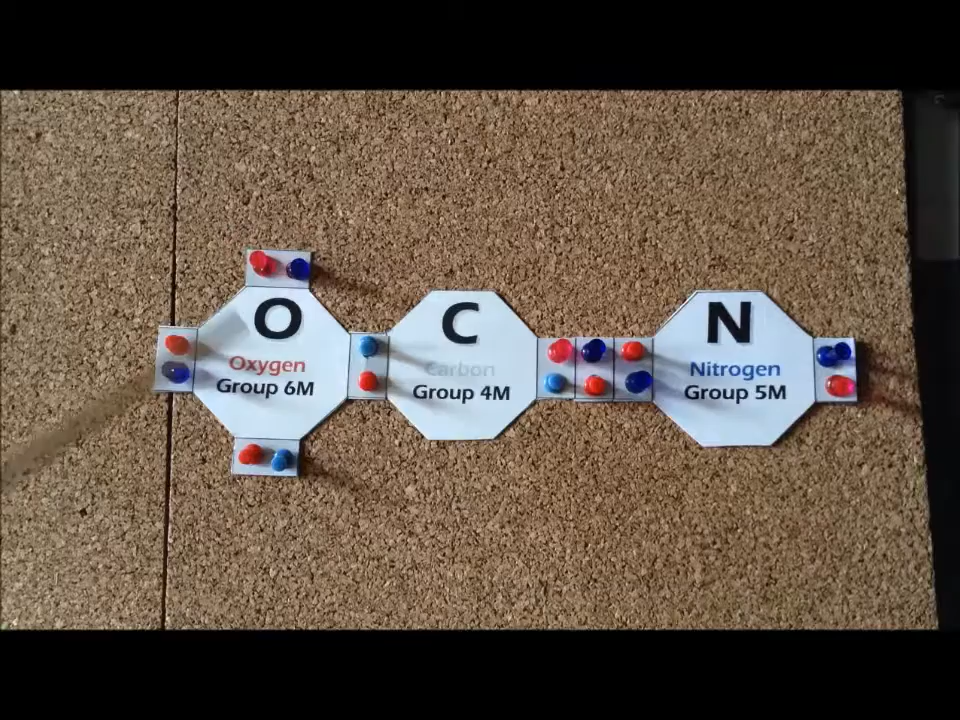 O
Oxygen
Group 6M
C
Carbon
Group 4M
N
Nitrogen
Group 5M